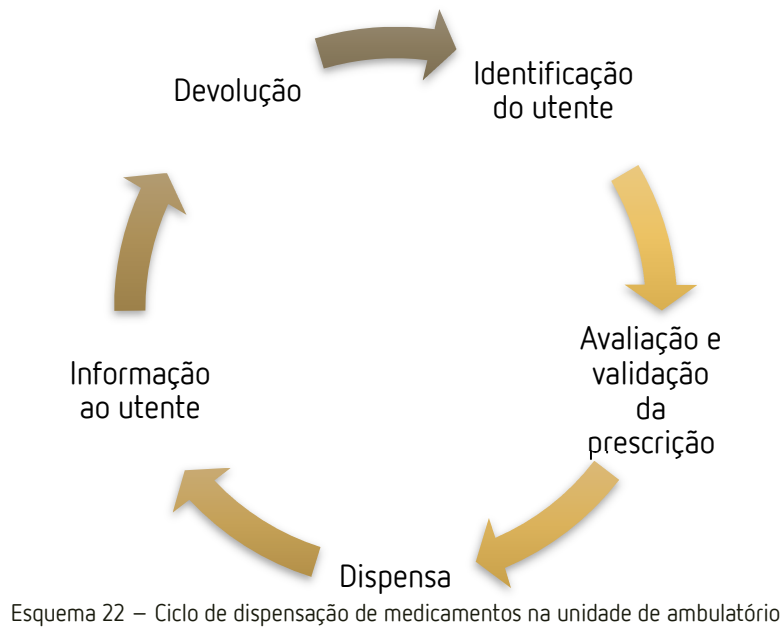 Devolução
Identificação
do utente
Avaliação e
validação
da
prescrição
Dispensa
Informação
ao utente
Esquema 22 – Ciclo de dispensação de medicamentos na unidade de ambulatório